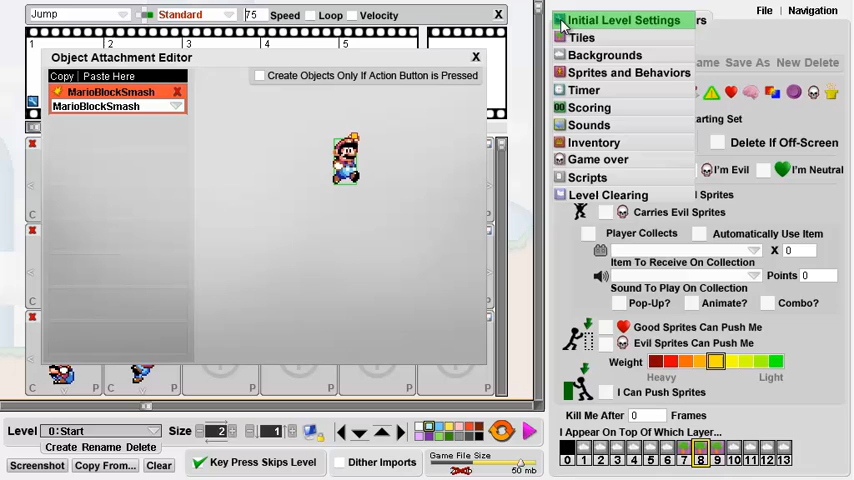 Jump Standard 75 Speed Loop Velocity X
1 2 3 4 5
Object Attachment Editor X
Copy Paste Here
MarioBlockSmash X
MarioBlockSmash
Create Objects Only If Action Button is Pressed
C P C P C P C P C P C P
Level 0:Start Size 2 1
Create Rename Delete
Screenshot Copy From... Clear
Key Press Skips Level
Dither Imports
Game File Size
50 mb
File Navigation
Initial Level Settings
Tiles
Backgrounds
Sprites and Behaviors
Timer
Scoring
Sounds
Inventory
Game over
Scripts
Level Clearing
Save As New Delete
Delete If Off-Screen
I'm Evil I'm Neutral
Sprites
Carries Evil Sprites
Player Collects Automatically Use Item
X 0
Item To Receive On Collection
Points 0
Sound To Play On Collection
Pop-Up? Animate? Combo?
Good Sprites Can Push Me
Evil Sprites Can Push Me
Weight
Heavy Light
I Can Push Sprites
Kill Me After 0 Frames
I Appear On Top Of Which Layer...
0 1 2 3 4 5 6 7 8 9 10 11 12 13